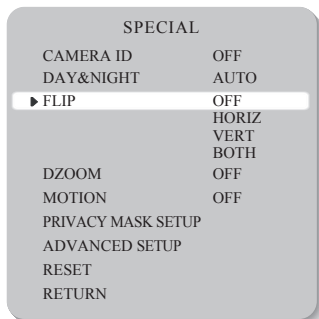 SPECIAL
CAMERA ID OFF
DAY&NIGHT AUTO
FLIP OFF
HORIZ
VERT
BOTH
DZOOM OFF
MOTION OFF
PRIVACY MASK SETUP
ADVANCED SETUP
RESET
RETURN